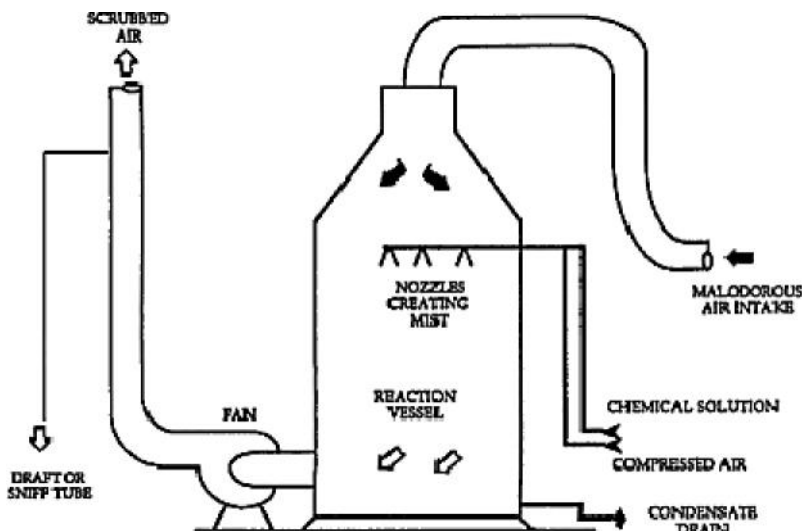 SCRUBBED
AIR
NOZZLES
CREATING
MIST
MALODOROUS
AIR INTAKE
REACTION
VESSEL
FAN
CHEMICAL SOLUTION
COMPRESSED AIR
DRAFT OR
SNIFF TUBE
CONDENSATE
DRAIN